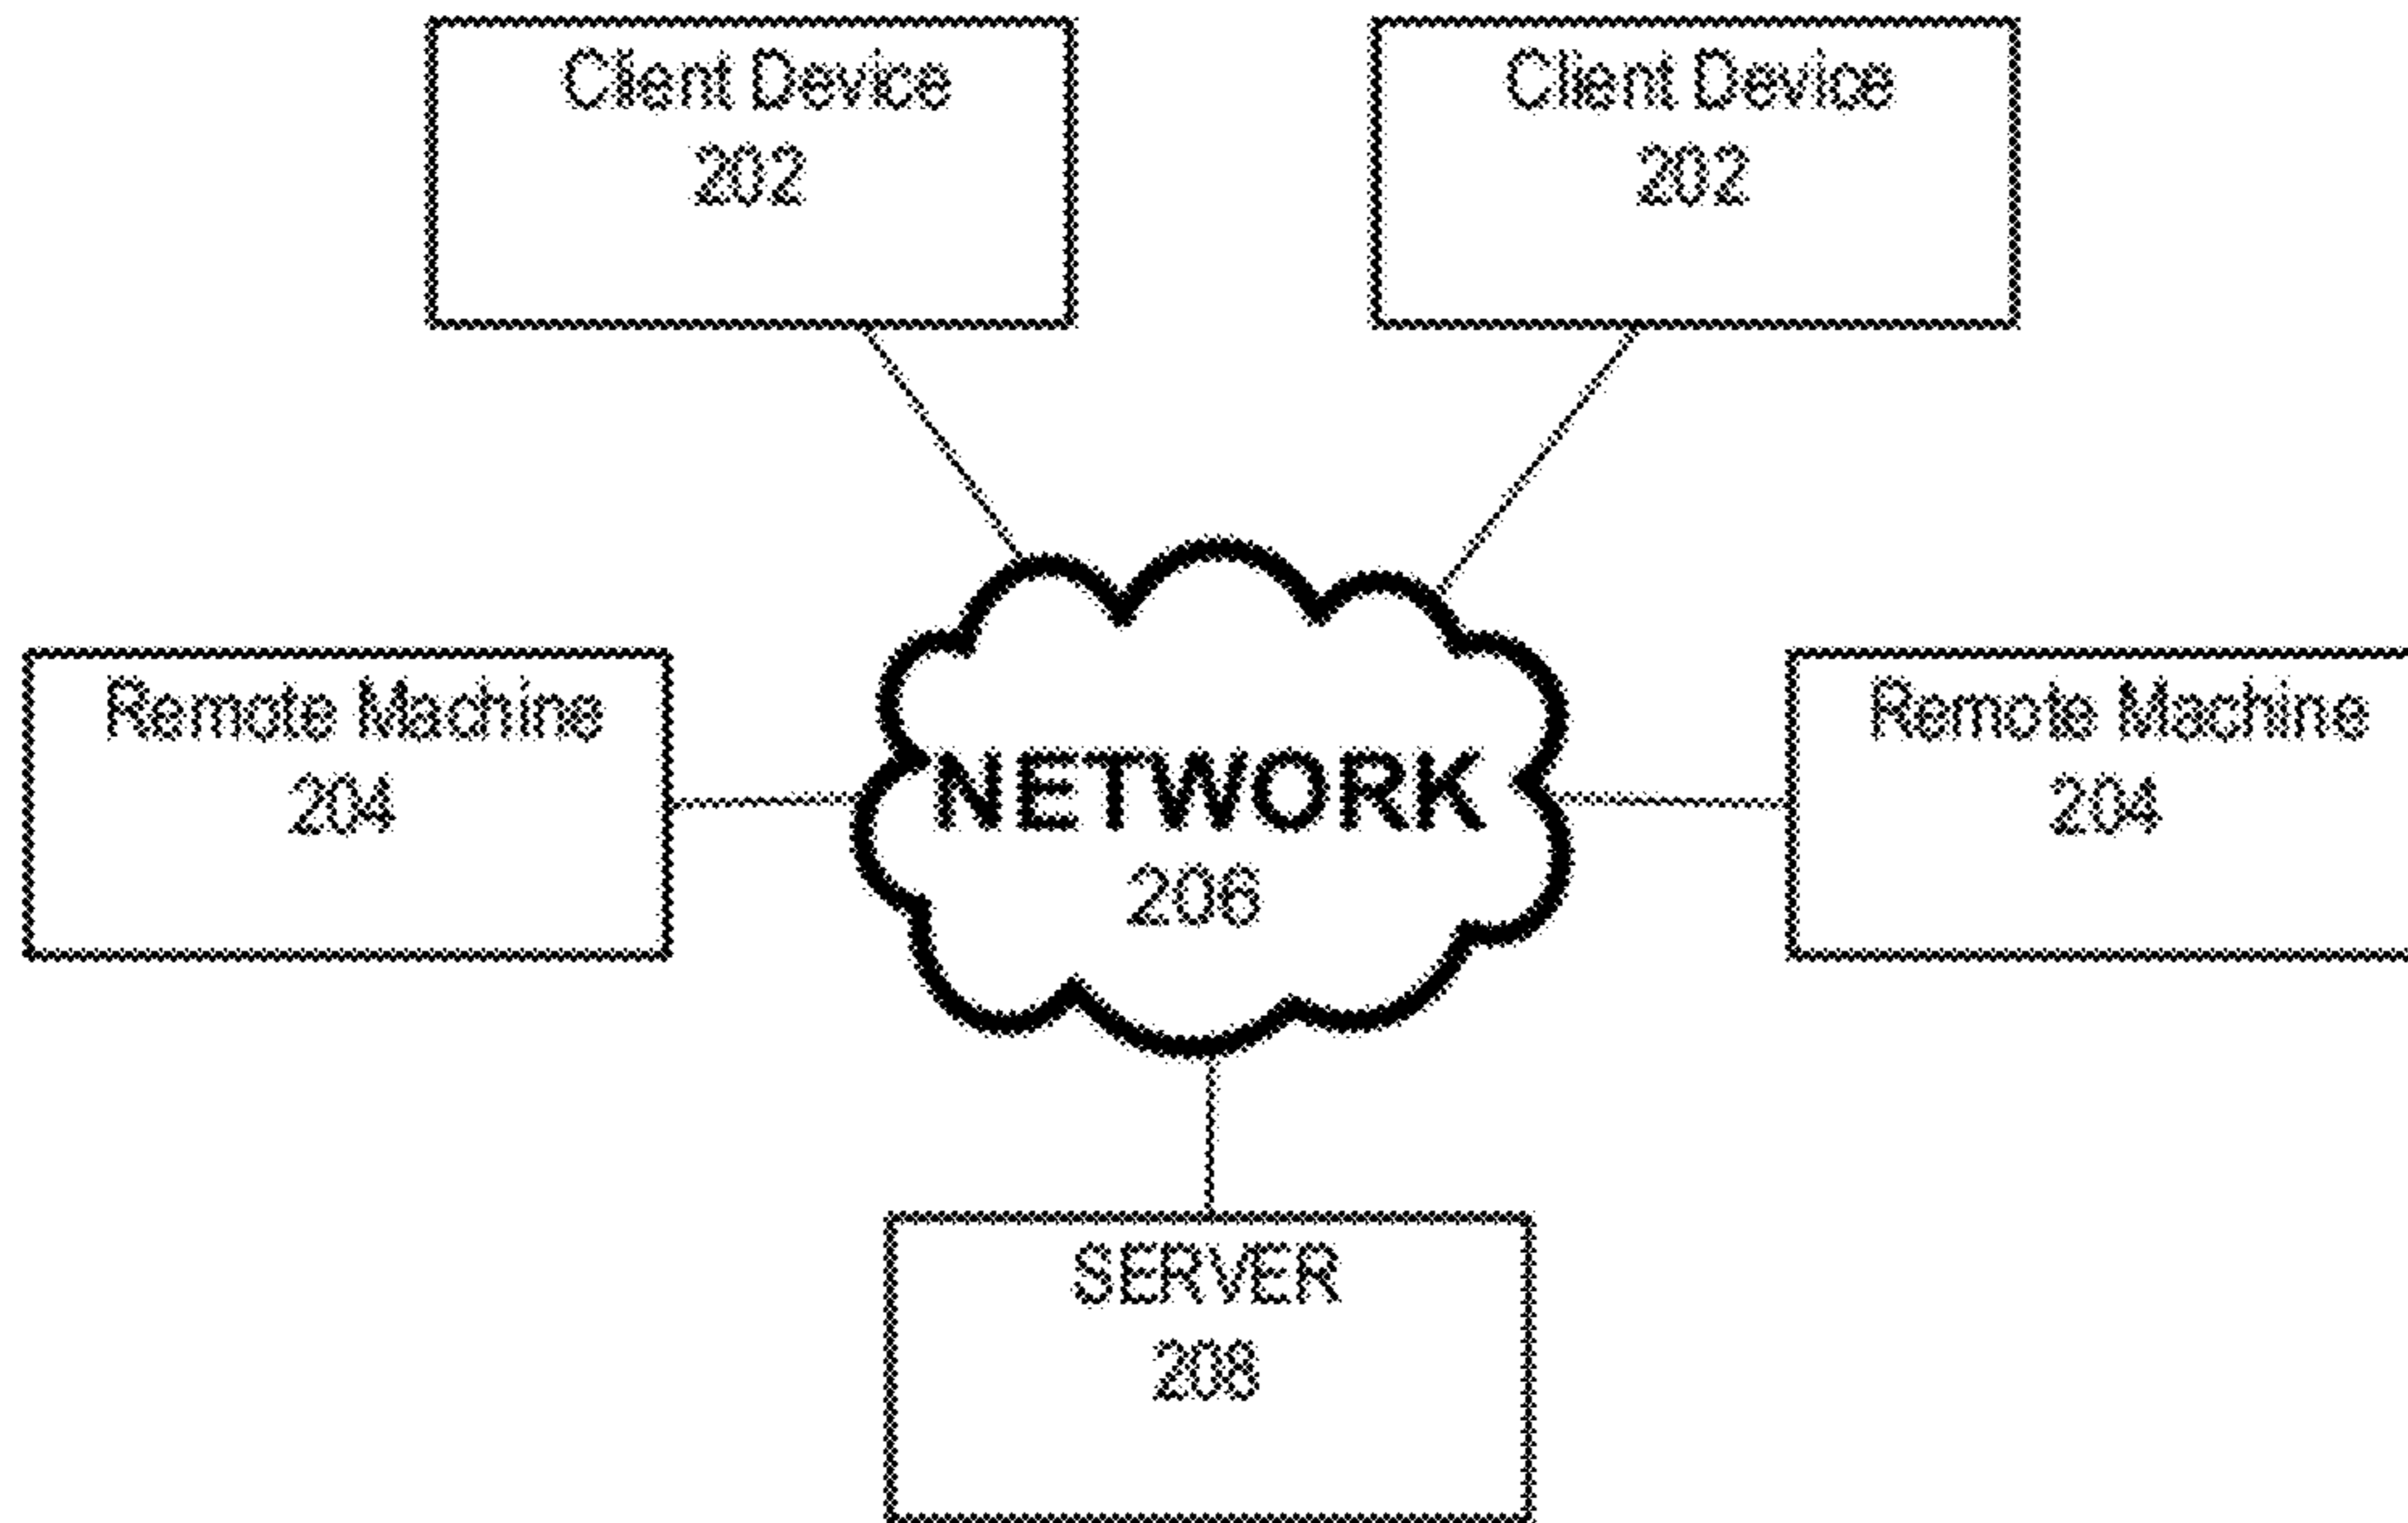 Client Device
202
Client Device
202
Remote Machine
204
NETWORK
206
Remote Machine
204
SERVER
208